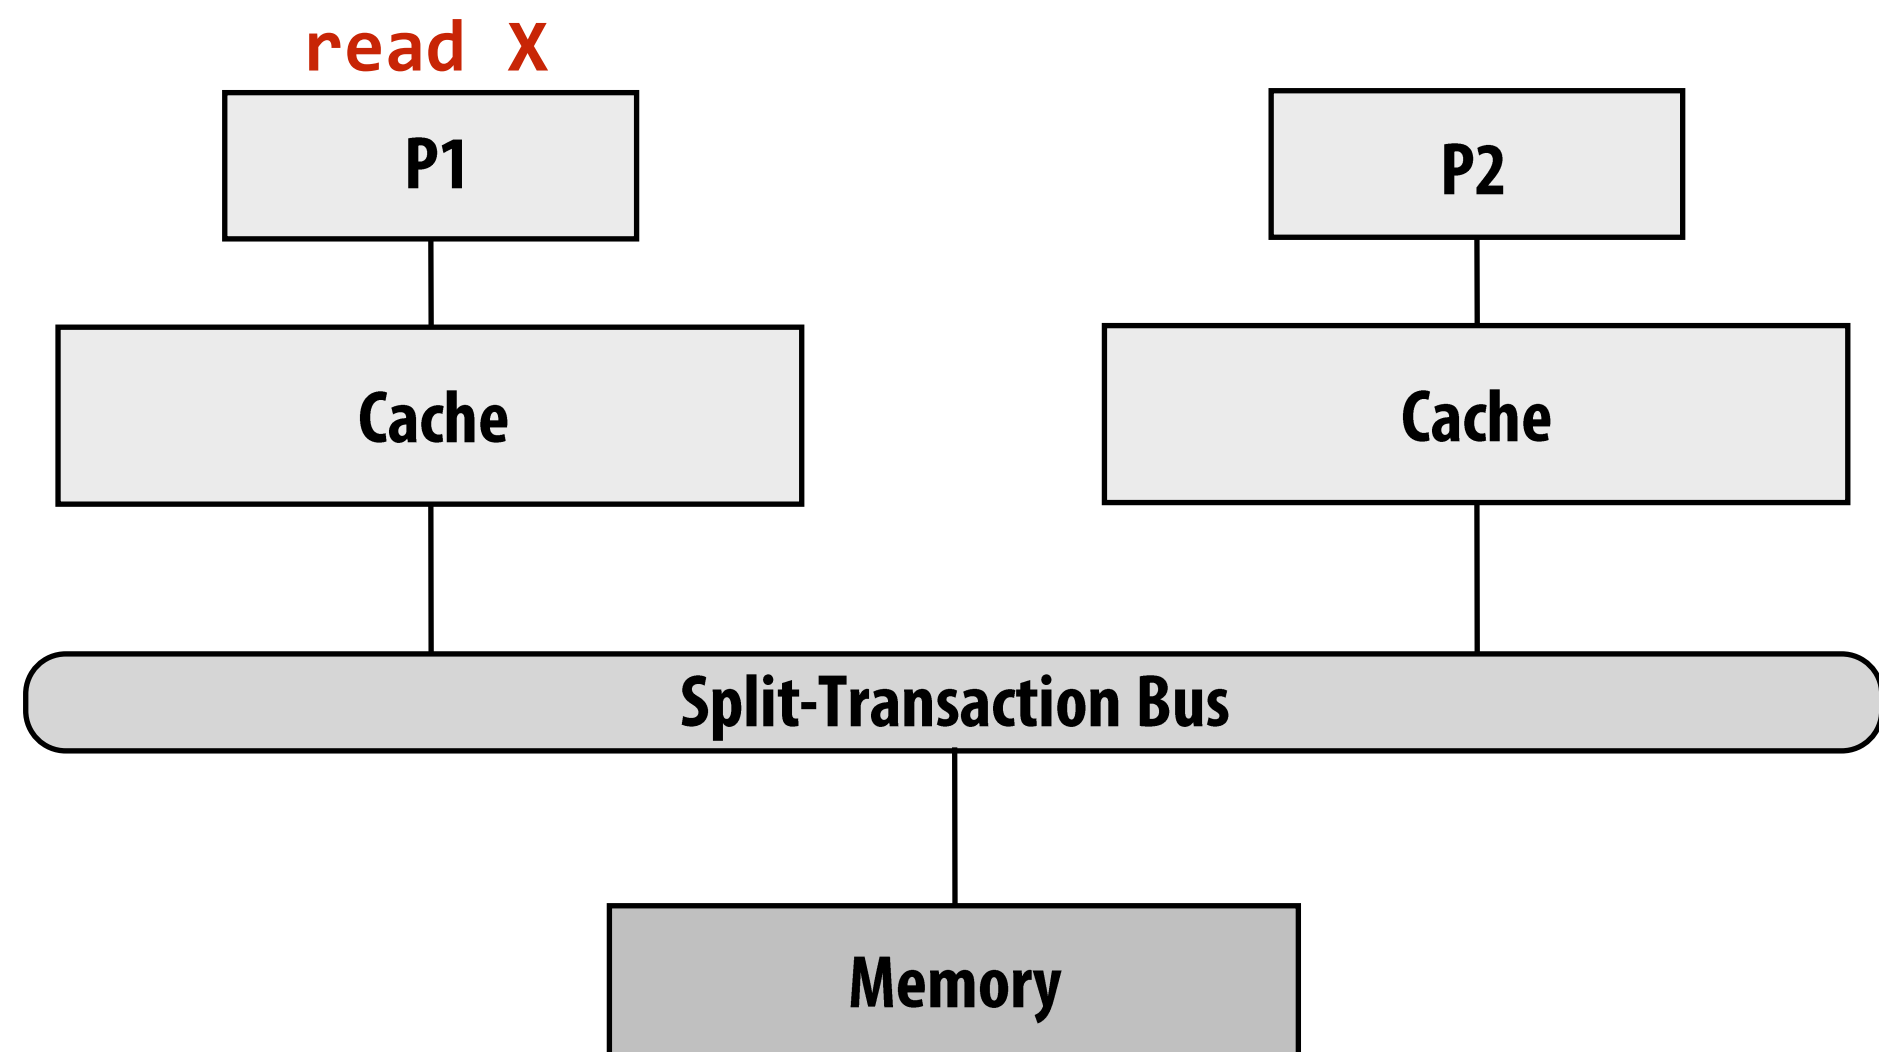 read X
P1
P2
Cache
Cache
Split-Transaction Bus
Memory